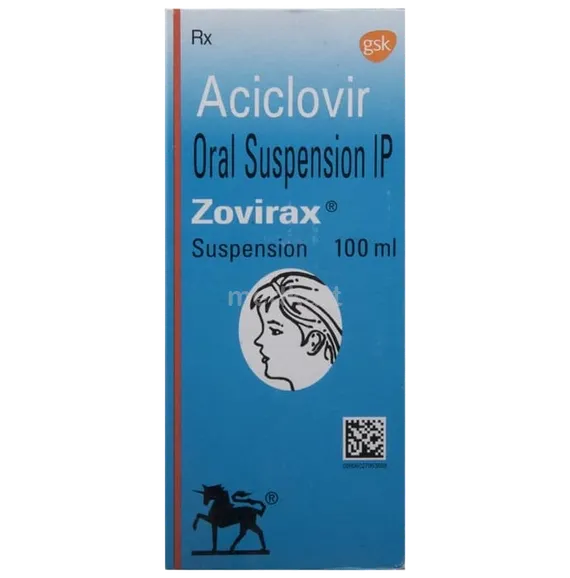 Rx
gsk
Aciclovir
Oral Suspension IP
Zovirax ®
Suspension 100 ml
®